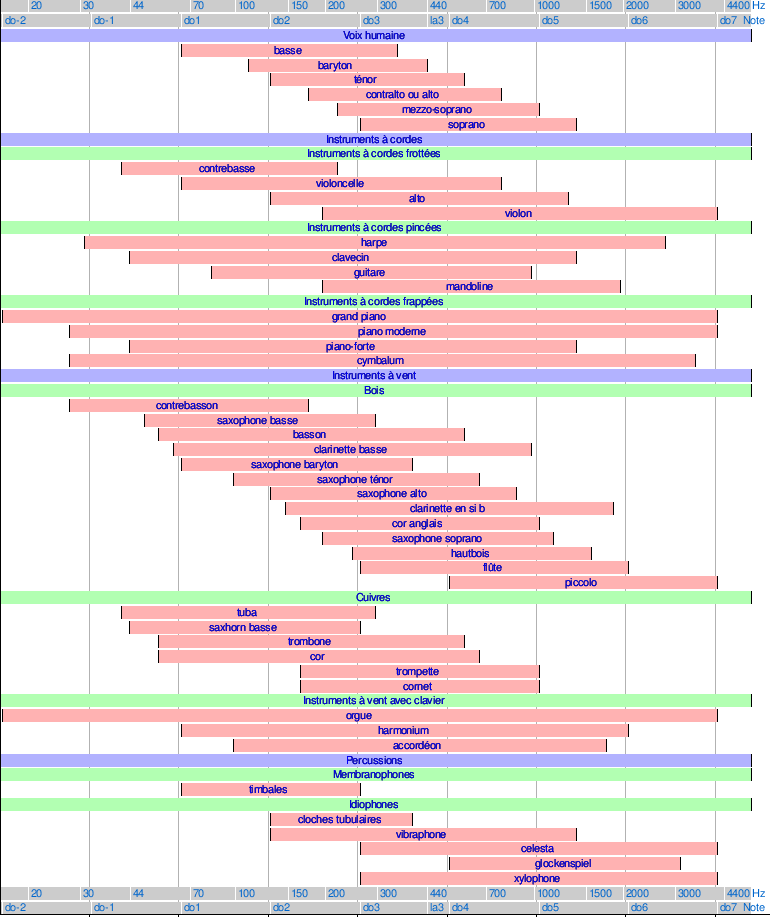 20 30 44 70 100 150 200 300 440 700 1000 1500 2000 3000 4400 Hz
do-2 do-1 do1 do2 do3 la3 do4 do5 do6 do7 Note
Voix humaine
basse
baryton
ténor
contralto ou alto
mezzo-soprano
soprano
Instruments à cordes
Instruments à cordes frottées
contrebasse
violoncelle
alto
violon
Instruments à cordes pincées
harpe
clavecin
guitare
mandoline
Instruments à cordes frappées
grand piano
piano moderne
piano-forte
cymbalum
Instruments à vent
Bois
contrebasson
saxophone basse
basson
clarinette basse
saxophone baryton
saxophone ténor
saxophone alto
clarinette en si b
cor anglais
saxophone soprano
hautbois
flûte
piccolo
Cuivres
tuba
saxhorn basse
trombone
cor
trompette
cornet
Instruments à vent avec clavier
orgue
harmonium
accordéon
Percussions
Membranophones
timbales
Idiophones
cloches tubulaires
vibraphone
celesta
glockenspiel
xylophone
20 30 44 70 100 150 200 300 440 700 1000 1500 2000 3000 4400 Hz
do-2 do-1 do1 do2 do3 la3 do4 do5 do6 do7 Note